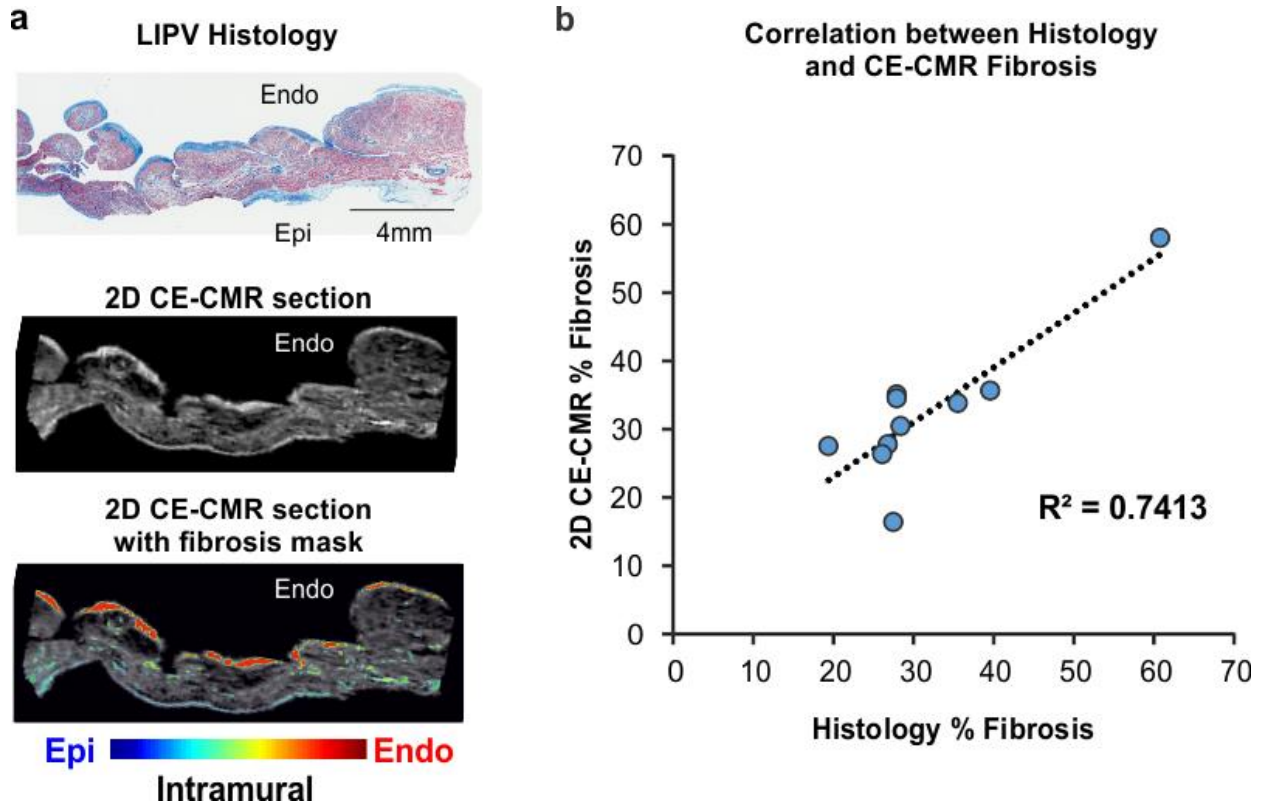 a
LIPV Histology
Endo
Epi
4mm
2D CE-CMR section
Endo
2D CE-CMR section
with fibrosis mask
Endo
Epi
Endo
Intramural
b
Correlation between Histology
and CE-CMR Fibrosis
2D CE-CMR % Fibrosis
70
60
50
40
30
20
10
0
R² = 0.7413
0 10 20 30 40 50 60 70
Histology % Fibrosis